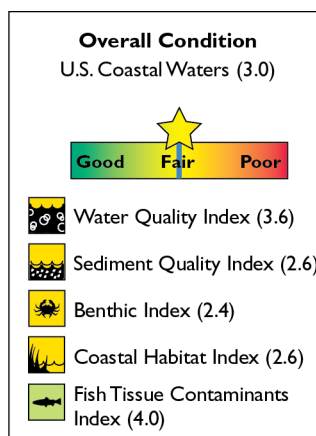 Overall Condition
U.S. Coastal Waters (3.0)
Good Fair Poor
Water Quality Index (3.6)
Sediment Quality Index (2.6)
Benthic Index (2.4)
Coastal Habitat Index (2.6)
Fish Tissue Contaminants
Index (4.0)